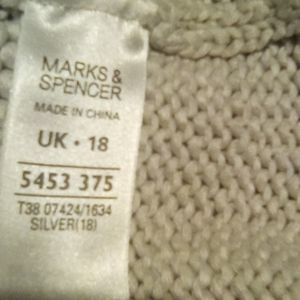 MARKS &
SPENCER
MADE IN CHINA
UK • 18
5453 375
T38 07424/1634
SILVER(18)